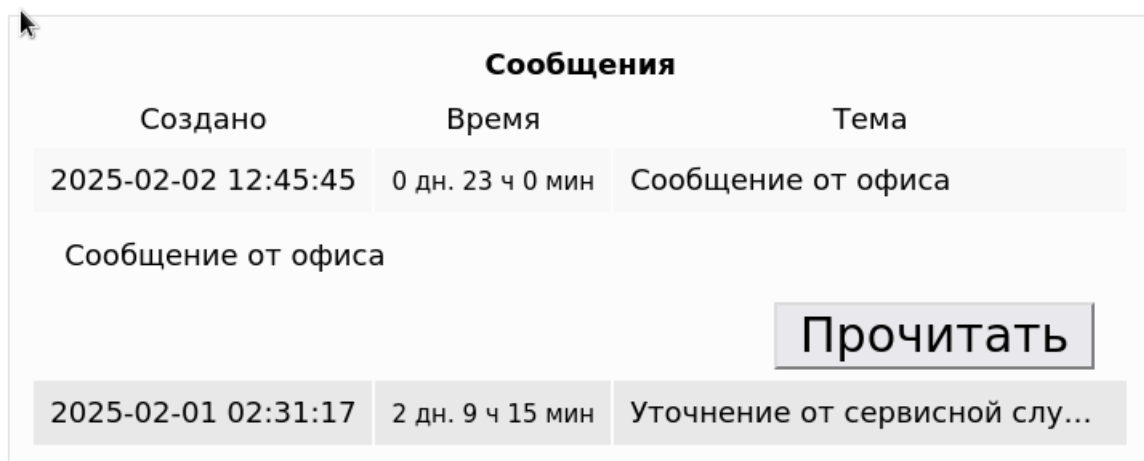 Сообщения
Создано Время Тема
2025-02-02 12:45:45 0 дн. 23 ч 0 мин Сообщение от офиса
Сообщение от офиса
Прочитать
2025-02-01 02:31:17 2 дн. 9 ч 15 мин Уточнение от сервисной слу...